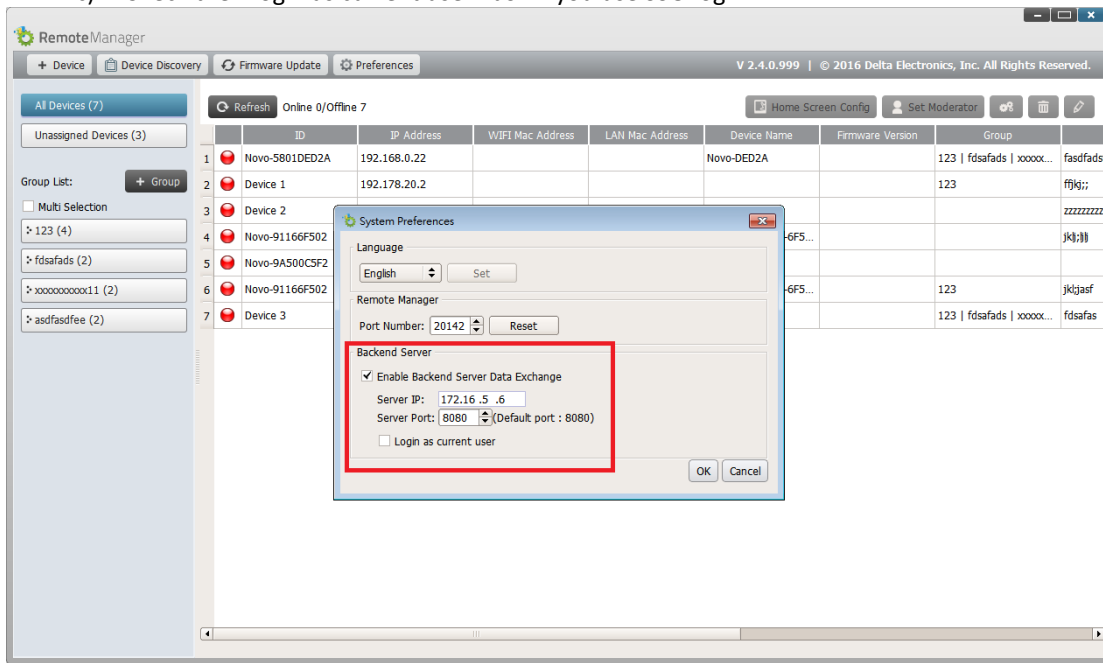 RemoteManager
+ Device Device Discovery Firmware Update Preferences V 2.4.0.999 | © 2016 Delta Electronics, Inc. All Rights Reserved.
All Devices (7)
Refresh Online 0/Offline 7 Home Screen Config Set Moderator
Unassigned Devices (3)
ID IP Address WIFI Mac Address LAN Mac Address Device Name Firmware Version Group
1 Novo-5801DED2A 192.168.0.22 Novo-DED2A 123 | fdsafads | xxxxx... fasdfads
Group List: + Group
2 Device 1 192.178.20.2 123 ffjkj;;
Multi Selection
3 Device 2 zzzzzzzzz
123 (4)
4 Novo-91166F502 -6F5...
fdsafads (2)
5 Novo-9A500C5F2
xxxxxxxxxx11 (2)
6 Novo-91166F502 -6F5... 123 jkl;jasf
asdfasdfee (2)
7 Device 3 123 | fdsafads | xxxxx... fdsafas
System Preferences
Language
English Set
Remote Manager
Port Number: 20142 Reset
Backend Server
Enable Backend Server Data Exchange
Server IP: 172.16 .5 .6
Server Port: 8080 (Default port : 8080)
Login as current user
OK Cancel